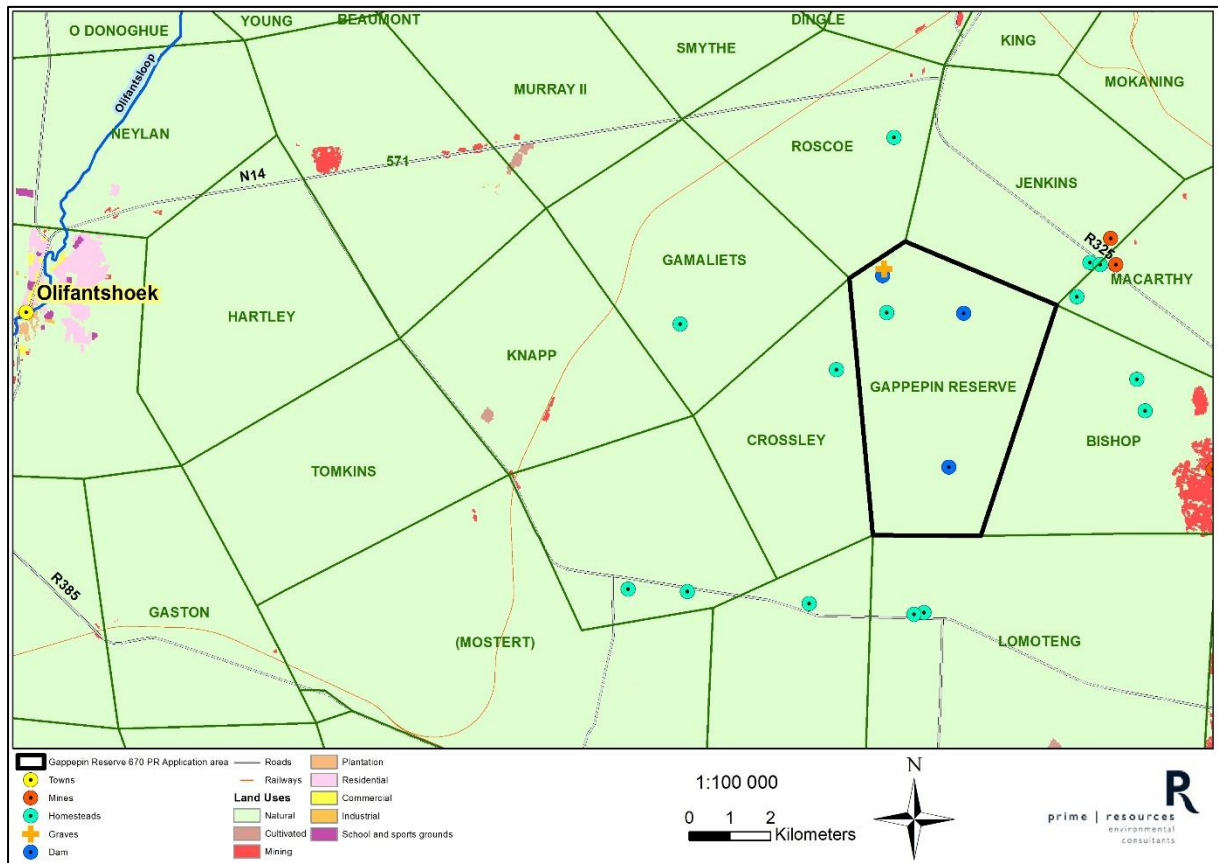 O DONOGHUE
YOUNG
BEAUMONT
DINGLE
SMYTHE
KING
MOKANING
Olifantsloop
MURRAY II
NEYLAN
571
ROSCOE
N14
JENKINS
R325
GAMALIETS
MACARTHY
Olifantshoek
HARTLEY
KNAPP
GAPPEPIN RESERVE
CROSSLEY
BISHOP
TOMKINS
R385
GASTON
(MOSTERT)
LOMOTENG
Gappepin Reserve 670 PR Application area
Towns
Mines
Homesteads
Graves
Dam
Roads
Railways
Land Uses
Natural
Cultivated
Mining
Plantation
Residential
Commercial
Industrial
School and sports grounds
1:100 000
0 1 2
Kilometers
N
R
prime | resources
environmental
consultants